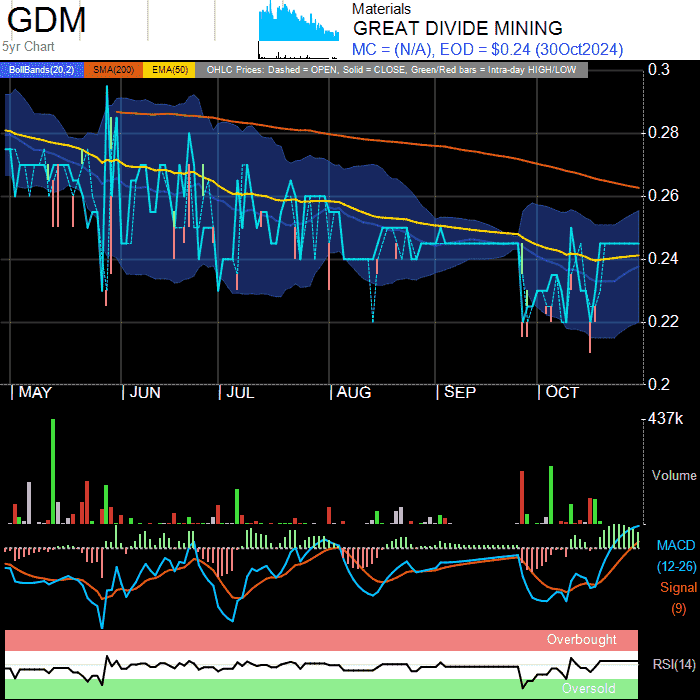 GDM
5yr Chart
Materials
GREAT DIVIDE MINING
MC = (N/A), EOD = $0.24 (30Oct2024)
BollBands(20,2) SMA(200) EMA(50) OHLC Prices: Dashed = OPEN, Solid = CLOSE, Green/Red bars = Intra-day HIGH/LOW
0.3
0.28
0.26
0.24
0.22
0.2
MAY JUN JUL AUG SEP OCT
437k
Volume
MACD
(12-26)
Signal
(9)
Overbought
RSI(14)
Oversold